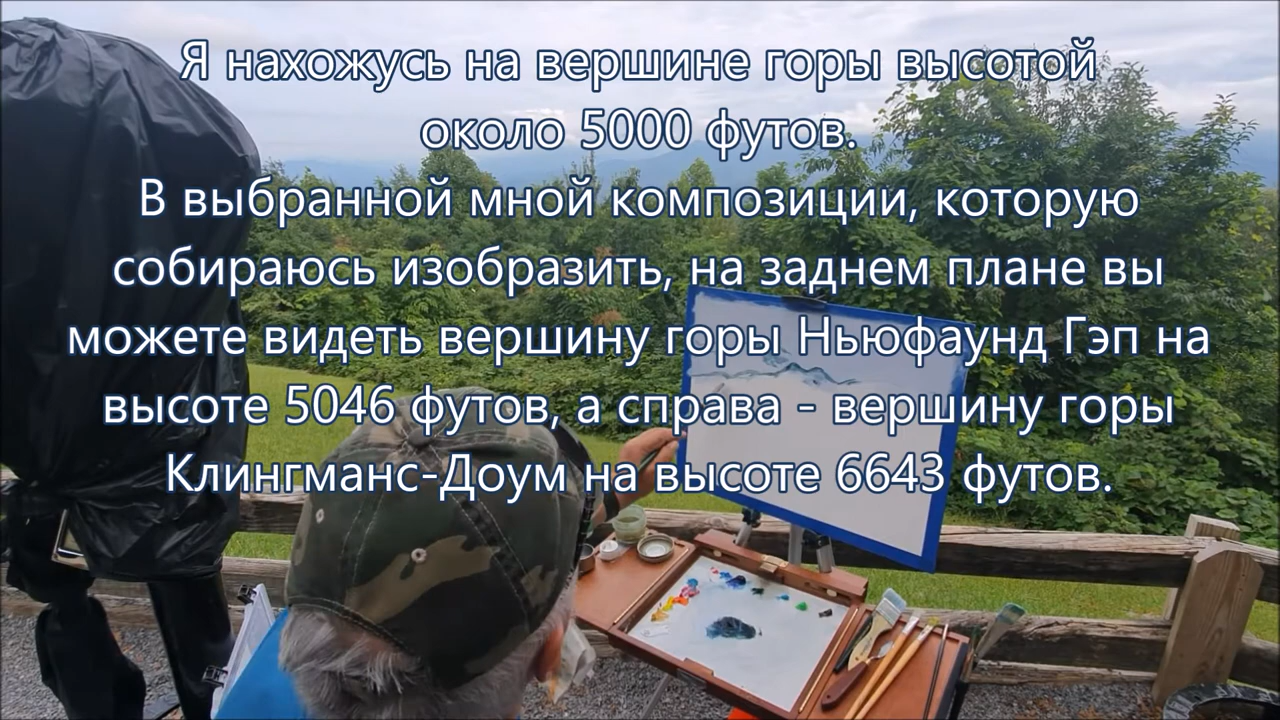 Я нахожусь на вершине горы высотой
около 5000 футов.
В выбранной мной композиции, которую
собираюсь изобразить, на заднем плане вы
можете видеть вершину горы Ньюфаунд Гэп на
высоте 5046 футов, а справа - вершину горы
Клингманс-Доум на высоте 6643 футов.